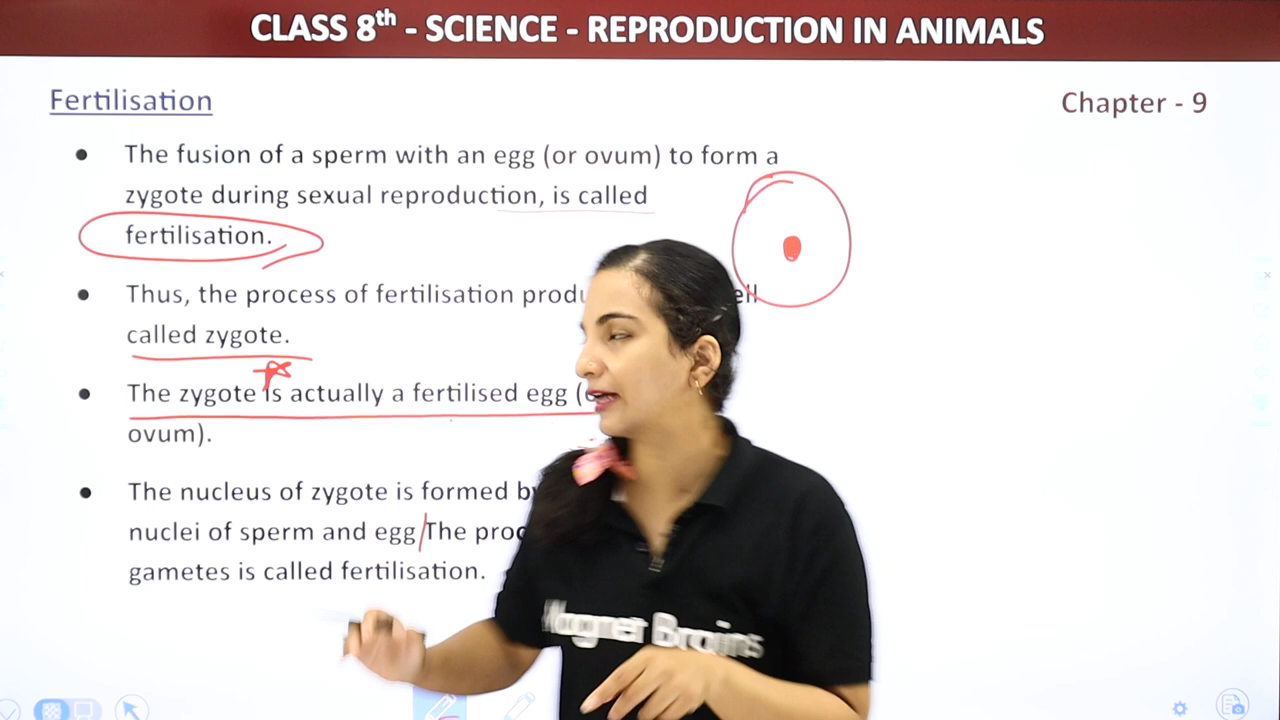 CLASS 8th - SCIENCE - REPRODUCTION IN ANIMALS
Fertilisation
Chapter - 9
The fusion of a sperm with an egg (or ovum) to form a
zygote during sexual reproduction, is called
fertilisation.
Thus, the process of fertilisation
called zygote.
The zygote is actually a fertilised egg
ovum).
The nucleus of zygote is formed
nuclei of sperm and egg The
gametes is called fertilisation.
Magnet Brains